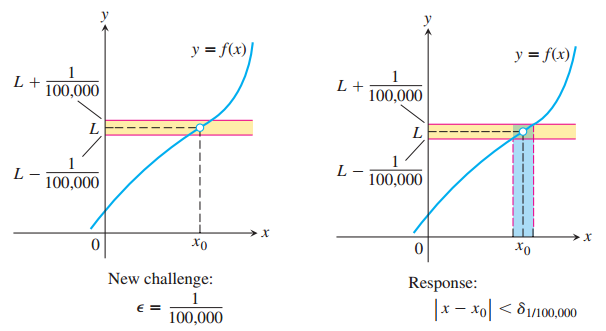 y
y = f(x)
L + 1/100,000
L
L − 1/100,000
0
x₀
x
New challenge:
ϵ = 1/100,000
y
y = f(x)
L + 1/100,000
L
L − 1/100,000
0
x₀
x
Response:
|x − x₀| < δ₁/₁₀₀,₀₀₀